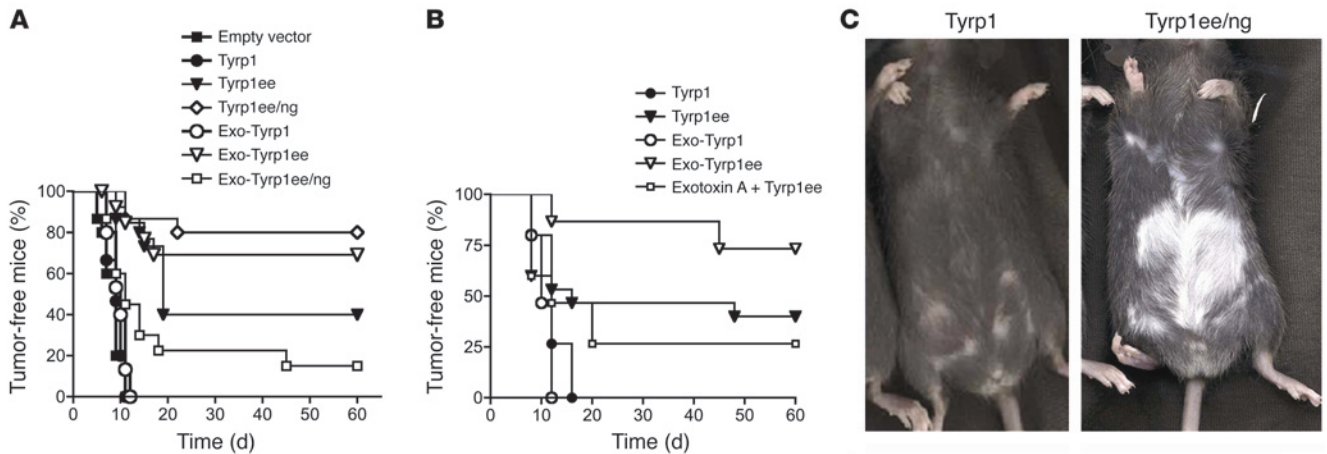 A
Empty vector
Tyrp1
Tyrp1ee
Tyrp1ee/ng
Exo-Tyrp1
Exo-Tyrp1ee
Exo-Tyrp1ee/ng
100
80
60
40
20
0
Tumor-free mice (%)
0 10 20 30 40 50 60
Time (d)
B
Tyrp1
Tyrp1ee
Exo-Tyrp1
Exo-Tyrp1ee
Exotoxin A + Tyrp1ee
100
75
50
25
0
Tumor-free mice (%)
0 10 20 30 40 50 60
Time (d)
C
Tyrp1 Tyrp1ee/ng